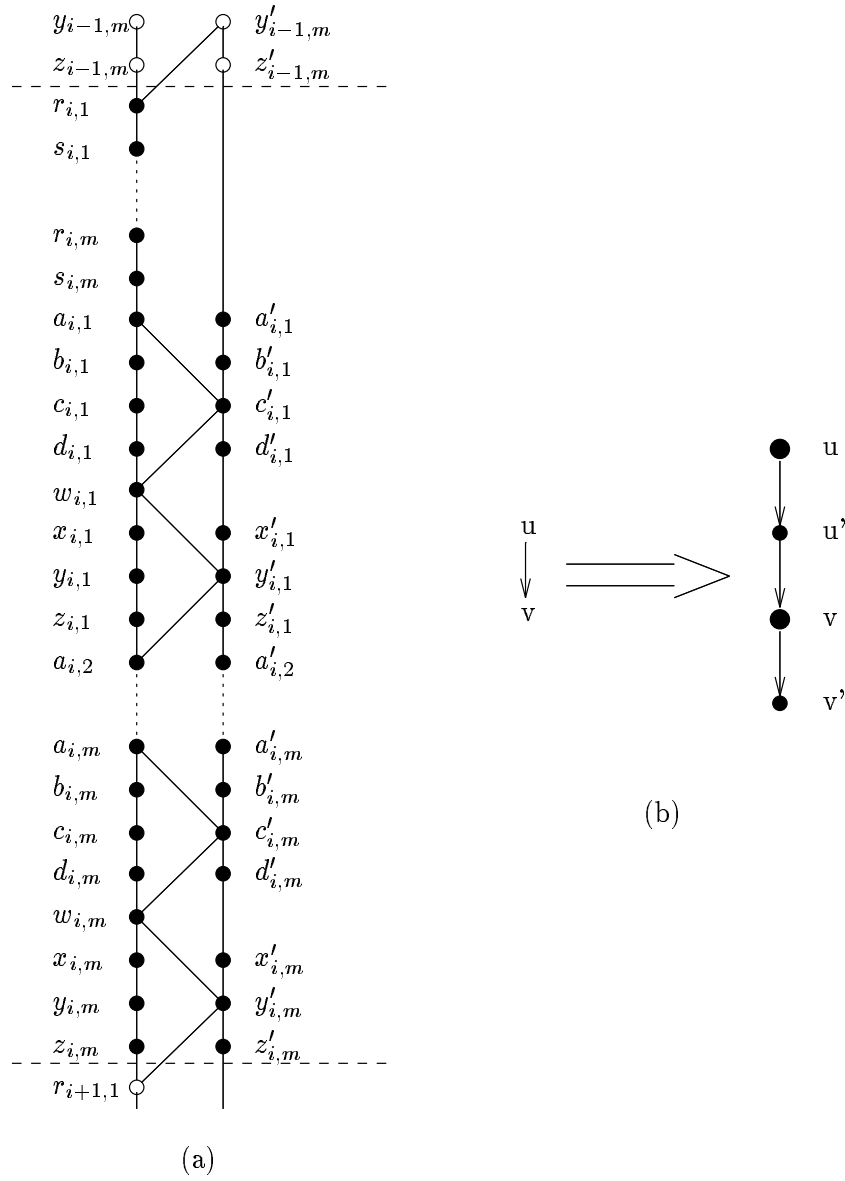 y_{i−1,m} y′_{i−1,m}
z_{i−1,m} z′_{i−1,m}
r_{i,1}
s_{i,1}
r_{i,m}
s_{i,m}
a_{i,1} a′_{i,1}
b_{i,1} b′_{i,1}
c_{i,1} c′_{i,1}
d_{i,1} d′_{i,1}
w_{i,1}
x_{i,1} x′_{i,1}
y_{i,1} y′_{i,1}
z_{i,1} z′_{i,1}
a_{i,2} a′_{i,2}
a_{i,m} a′_{i,m}
b_{i,m} b′_{i,m}
c_{i,m} c′_{i,m}
d_{i,m} d′_{i,m}
w_{i,m}
x_{i,m} x′_{i,m}
y_{i,m} y′_{i,m}
z_{i,m} z′_{i,m}
r_{i+1,1}
(a)
u
v
u
u'
v
v'
(b)